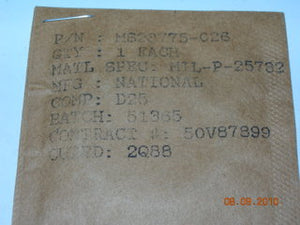 P/N : MS28775-C26
QTY : 1 EACH
MATL SPEC: MIL-P-25732
MFG : NATIONAL
COMP: D25
BATCH: 51365
CONTRACT #: 50V87899
CURED: 2Q88
08.09.2010